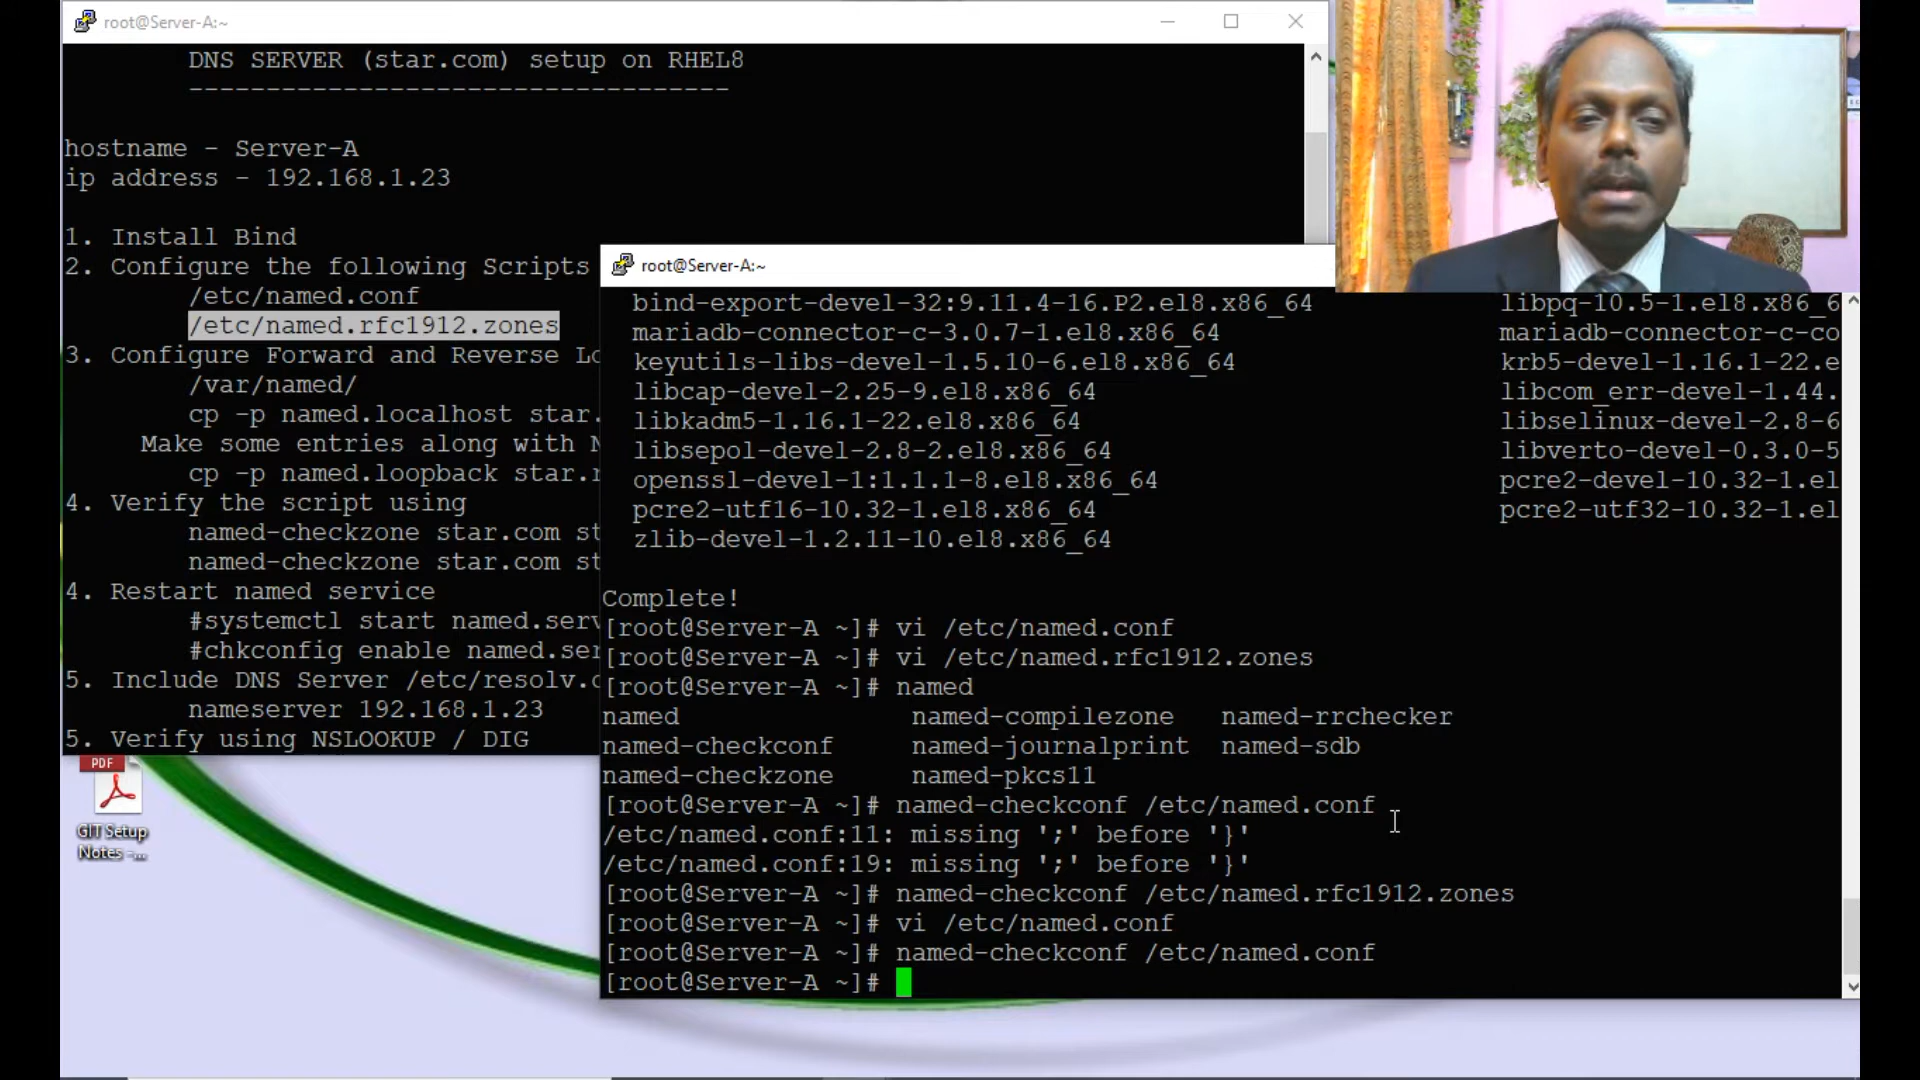 root@Server-A:~
DNS SERVER (star.com) setup on RHEL8
----------------------------------
hostname - Server-A
ip address - 192.168.1.23
1. Install Bind
2. Configure the following Scripts
/etc/named.conf
/etc/named.rfc1912.zones
3. Configure Forward and Reverse
/var/named/
cp -p named.localhost star.
Make some entries along with
cp -p named.loopback star.r
4. Verify the script using
named-checkzone star.com st
named-checkzone star.com st
4. Restart named service
#systemctl start named.serv
#chkconfig enable named.ser
5. Include DNS Server /etc/resolv.c
nameserver 192.168.1.23
5. Verify using NSLOOKUP / DIG
PDF
GIT Setup
Notes -...
root@Server-A:~
bind-export-devel-32:9.11.4-16.P2.el8.x86_64 libpq-10.5-1.el8.x86_6
mariadb-connector-c-3.0.7-1.el8.x86_64 mariadb-connector-c-co
keyutils-libs-devel-1.5.10-6.el8.x86_64 krb5-devel-1.16.1-22.e
libcap-devel-2.25-9.el8.x86_64 libcom_err-devel-1.44.
libkadm5-1.16.1-22.el8.x86_64 libselinux-devel-2.8-6
libsepol-devel-2.8-2.el8.x86_64 libverto-devel-0.3.0-5
openssl-devel-1:1.1.1-8.el8.x86_64 pcre2-devel-10.32-1.el
pcre2-utf16-10.32-1.el8.x86_64 pcre2-utf32-10.32-1.el
zlib-devel-1.2.11-10.el8.x86_64
Complete!
[root@Server-A ~]# vi /etc/named.conf
[root@Server-A ~]# vi /etc/named.rfc1912.zones
[root@Server-A ~]# named
named named-compilezone named-rrchecker
named-checkconf named-journalprint named-sdb
named-checkzone named-pkcs11
[root@Server-A ~]# named-checkconf /etc/named.conf
/etc/named.conf:11: missing ';' before '}'
/etc/named.conf:19: missing ';' before '}'
[root@Server-A ~]# named-checkconf /etc/named.rfc1912.zones
[root@Server-A ~]# vi /etc/named.conf
[root@Server-A ~]# named-checkconf /etc/named.conf
[root@Server-A ~]#